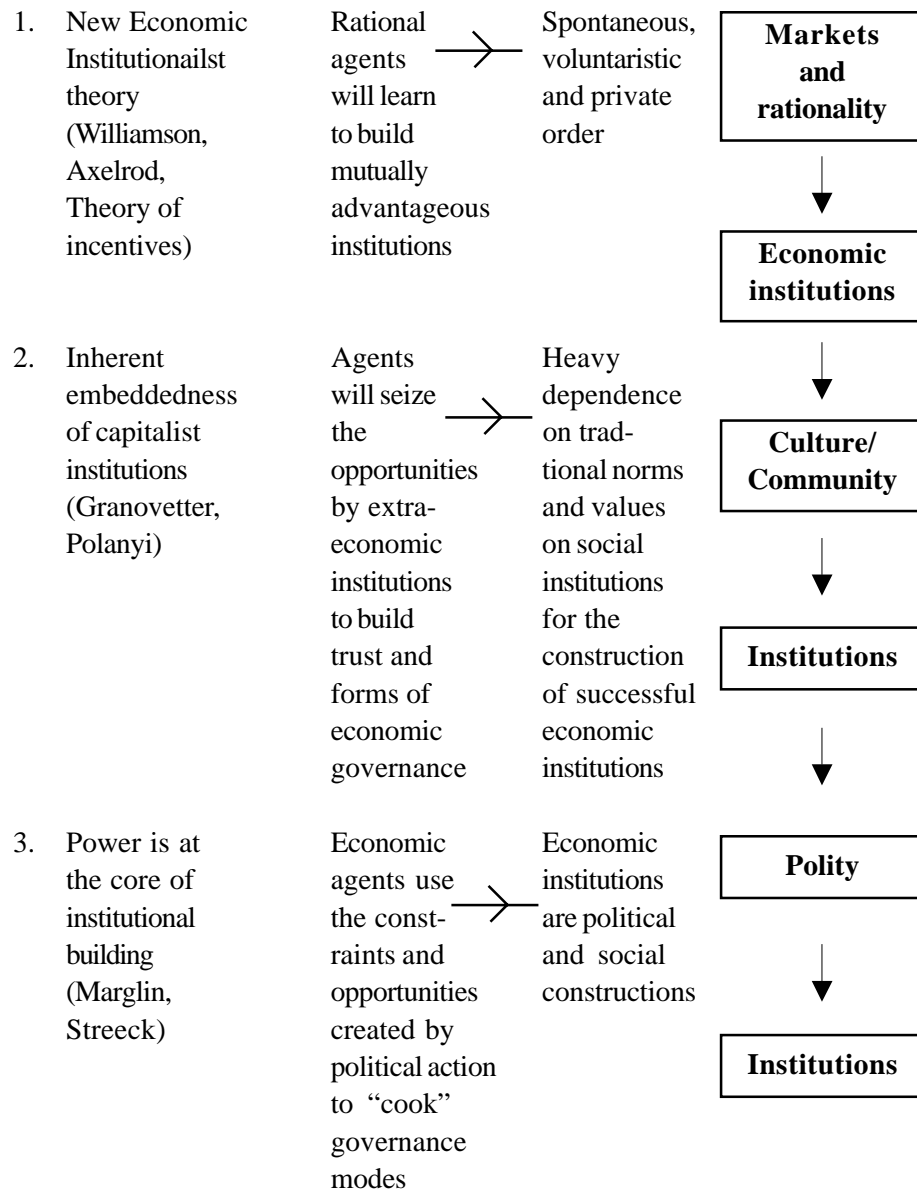 1. New Economic
Institutionailst
theory
(Williamson,
Axelrod,
Theory of
incentives)
Rational
agents
will learn
to build
mutually
advantageous
institutions
Spontaneous,
voluntaristic
and private
order
Markets
and
rationality
Economic
institutions
2. Inherent
embeddedness
of capitalist
institutions
(Granovetter,
Polanyi)
Agents
will seize
the
opportunities
by extra-
economic
institutions
to build
trust and
forms of
economic
governance
Heavy
dependence
on trad-
tional norms
and values
on social
institutions
for the
construction
of successful
economic
institutions
Culture/
Community
Institutions
3. Power is at
the core of
institutional
building
(Marglin,
Streeck)
Economic
agents use
the const-
raints and
opportunities
created by
political action
to “cook”
governance
modes
Economic
institutions
are political
and social
constructions
Polity
Institutions